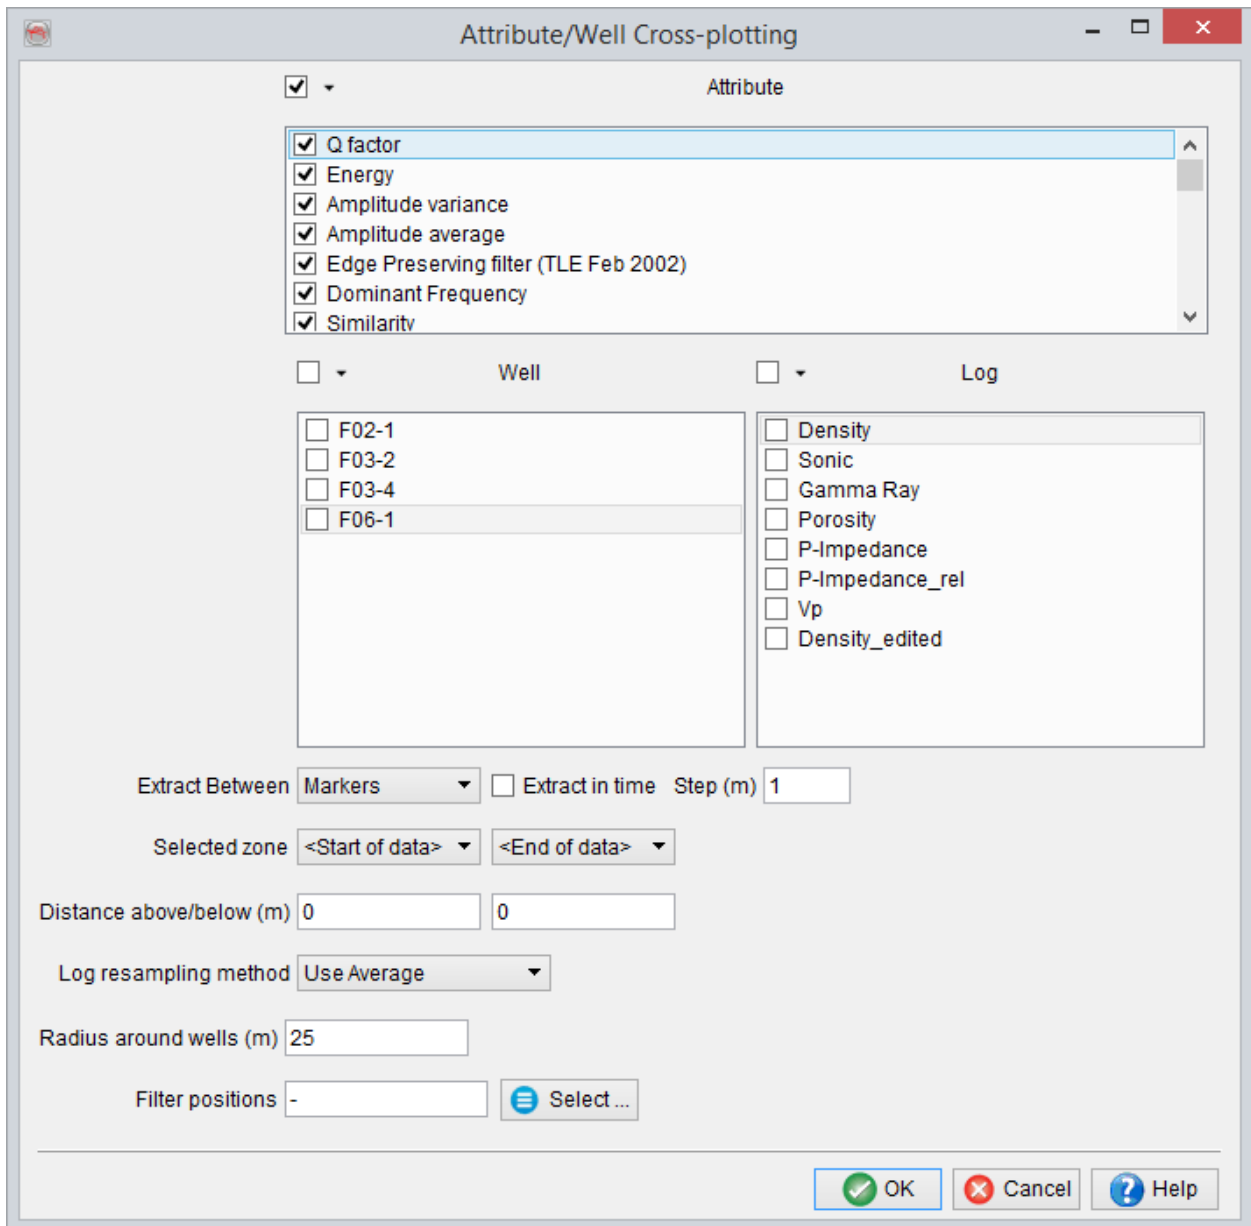 Attribute/Well Cross-plotting
Attribute
Q factor
Energy
Amplitude variance
Amplitude average
Edge Preserving filter (TLE Feb 2002)
Dominant Frequency
Similarity
Well
Log
F02-1
F03-2
F03-4
F06-1
Density
Sonic
Gamma Ray
Porosity
P-Impedance
P-Impedance_rel
Vp
Density_edited
Extract Between Markers Extract in time Step (m) 1
Selected zone <Start of data> <End of data>
Distance above/below (m) 0 0
Log resampling method Use Average
Radius around wells (m) 25
Filter positions - Select ...
OK Cancel Help